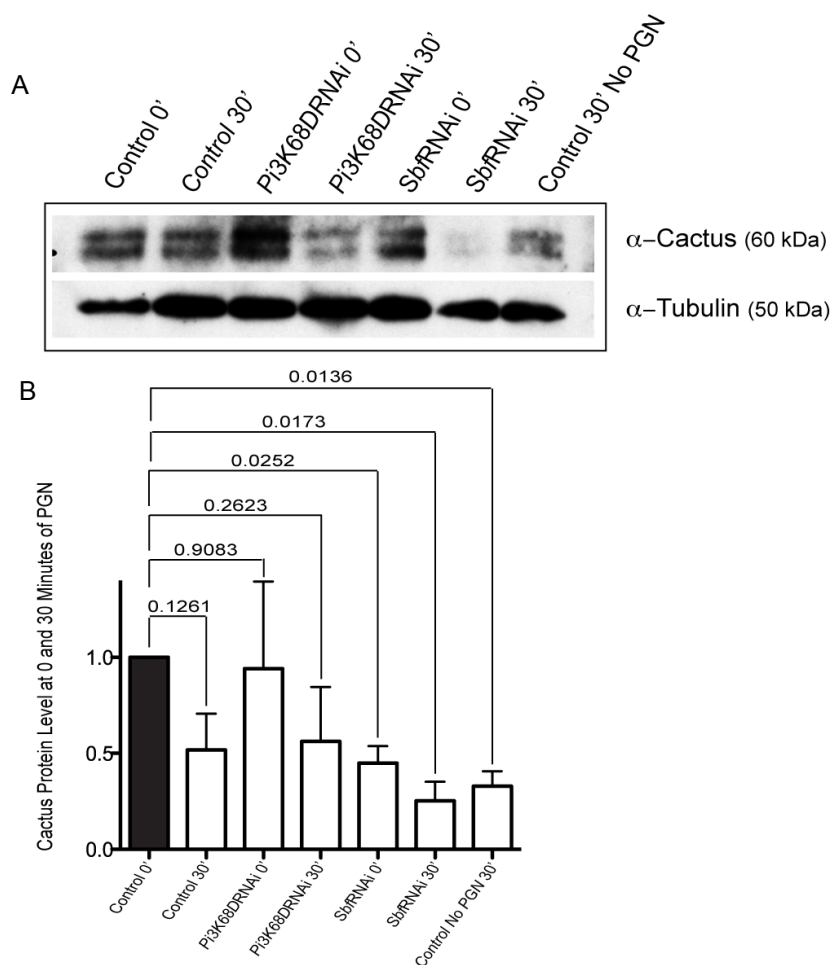 A
Control 0’
Control 30’
Pi3K68DRNAi 0’
Pi3K68DRNAi 30’
SbfRNAi 0’
SbfRNAi 30’
Control 30’ No PGN
α–Cactus (60 kDa)
α–Tubulin (50 kDa)
B
0.0136
0.0173
0.0252
0.2623
0.9083
0.1261
Cactus Protein Level at 0 and 30 Minutes of PGN
1.0
0.5
0.0
Control 0’
Control 30’
Pi3K68DRNAi 0’
Pi3K68DRNAi 30’
SbfRNAi 0’
SbfRNAi 30’
Control No PGN 30’